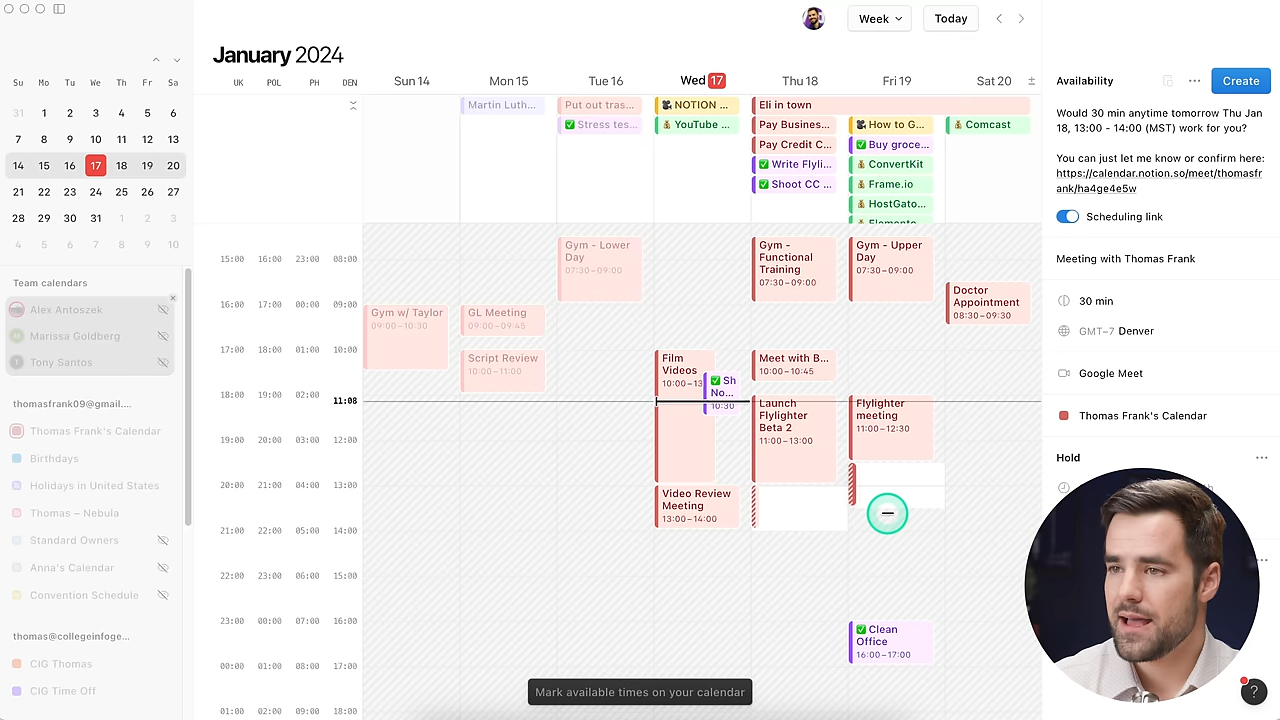 Week
Today
January 2024
Su Mo Tu We Th Fr Sa
31 1 2 3 4 5 6
7 8 9 10 11 12 13
14 15 16 17 18 19 20
21 22 23 24 25 26 27
28 29 30 31 1 2 3
4 5 6 7 8 9 10
Team calendars
Alex Antoszek
Marissa Goldberg
T Tony Santos
thomasfrank09@gmail....
Thomas Frank's Calendar
Birthdays
Holidays in United States
Thomas – Nebula
Standard Owners
Anna's Calendar
Convention Schedule
thomas@collegeinfoge...
CIG Thomas
CIG Time Off
UK POL PH DEN
Sun 14 Mon 15 Tue 16 Wed 17 Thu 18 Fri 19 Sat 20
Martin Luth...
Put out tras...
✅ Stress tes...
NOTION ...
YouTube ...
Eli in town
Pay Busines...
Pay Credit C...
✅ Write Flyli...
✅ Shoot CC ...
How to G...
✅ Buy groce...
ConvertKit
Frame.io
HostGato...
Elemento
Comcast
15:00 16:00 23:00 08:00
16:00 17:00 00:00 09:00
17:00 18:00 01:00 10:00
18:00 19:00 02:00 11:08
19:00 20:00 03:00 12:00
20:00 21:00 04:00 13:00
21:00 22:00 05:00 14:00
22:00 23:00 06:00 15:00
23:00 00:00 07:00 16:00
00:00 01:00 08:00 17:00
01:00 02:00 09:00 18:00
Gym w/ Taylor
09:00–10:30
GL Meeting
09:00–09:45
Script Review
10:00–11:00
Gym - Lower
Day
07:30–09:00
Film
Videos
10:00–13
✅ Sh
No...
10:30
Video Review
Meeting
13:00–14:00
Gym -
Functional
Training
07:30–09:00
Meet with B...
10:00–10:45
Launch
Flylighter
Beta 2
11:00–13:00
Gym - Upper
Day
07:30–09:00
Flylighter
meeting
11:00–12:30
✅ Clean
Office
16:00–17:00
Doctor
Appointment
08:30–09:30
Mark available times on your calendar
Availability
Create
Would 30 min anytime tomorrow Thu Jan
18, 13:00 - 14:00 (MST) work for you?
You can just let me know or confirm here:
https://calendar.notion.so/meet/thomasfr
ank/ha4ge4e5w
Scheduling link
Meeting with Thomas Frank
30 min
GMT–7 Denver
Google Meet
Thomas Frank's Calendar
Hold
?